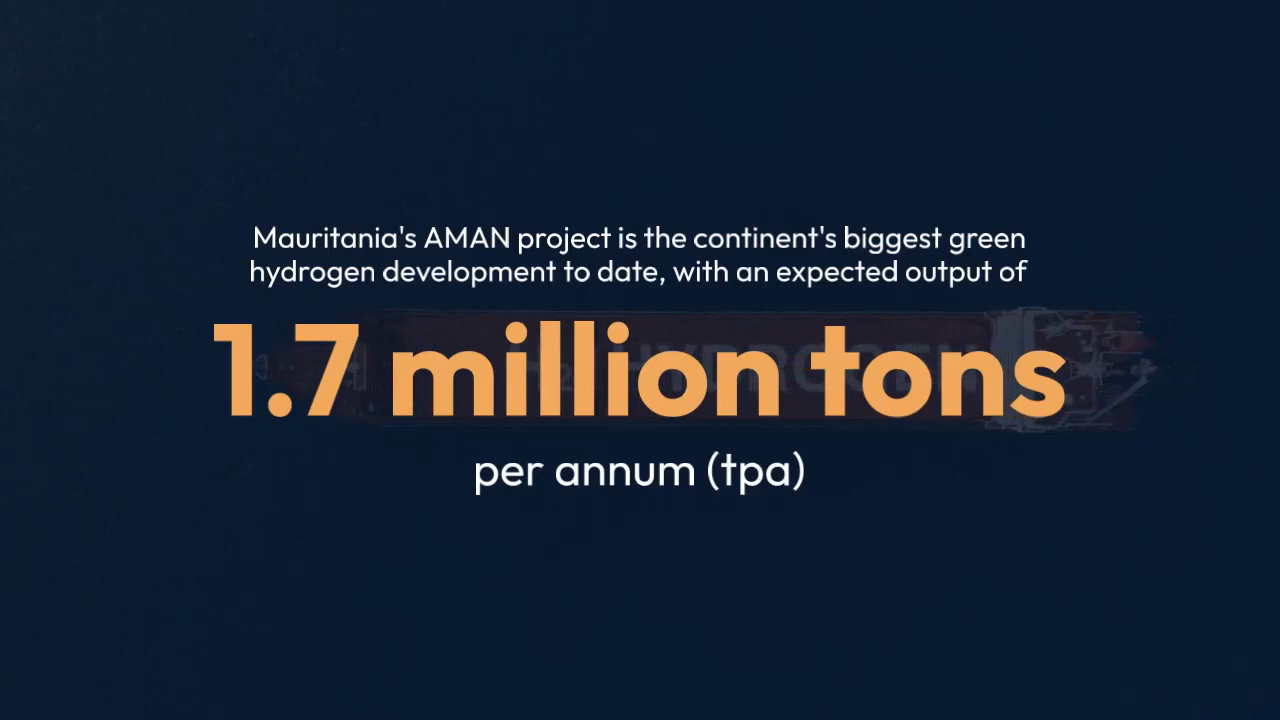 Mauritania's AMAN project is the continent's biggest green
hydrogen development to date, with an expected output of
1.7 million tons
per annum (tpa)